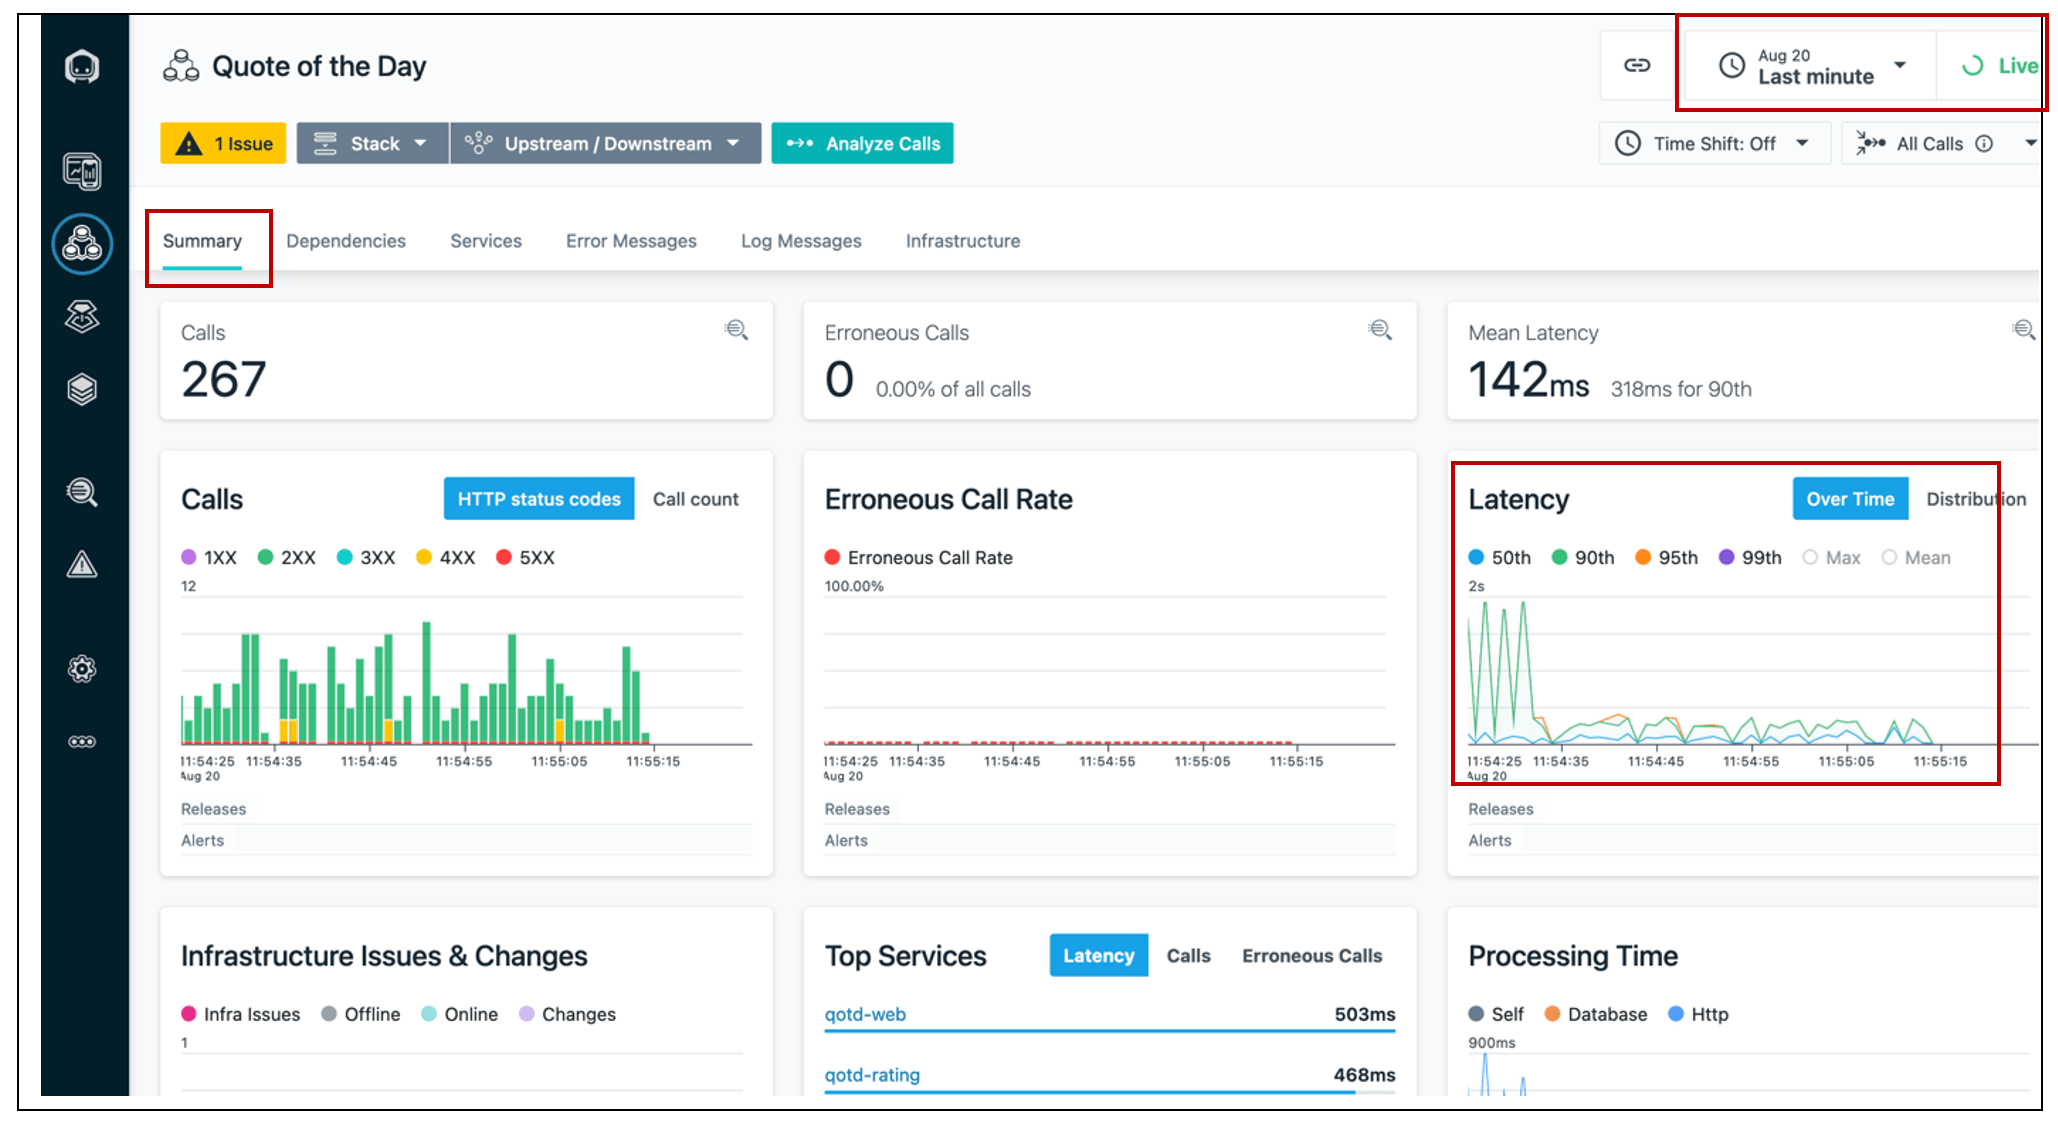 Quote of the Day
Aug 20
Last minute
Live
1 Issue
Stack
Upstream / Downstream
Analyze Calls
Time Shift: Off
All Calls
Summary
Dependencies
Services
Error Messages
Log Messages
Infrastructure
Calls
267
Erroneous Calls
0 0.00% of all calls
Mean Latency
142ms 318ms for 90th
Calls
HTTP status codes
Call count
1XX 2XX 3XX 4XX 5XX
12
11:54:25 11:54:35 11:54:45 11:54:55 11:55:05 11:55:15
Aug 20
Releases
Alerts
Erroneous Call Rate
Erroneous Call Rate
100.00%
11:54:25 11:54:35 11:54:45 11:54:55 11:55:05 11:55:15
Aug 20
Releases
Alerts
Latency
Over Time
Distribution
50th 90th 95th 99th Max Mean
2s
11:54:25 11:54:35 11:54:45 11:54:55 11:55:05 11:55:15
Aug 20
Releases
Alerts
Infrastructure Issues & Changes
Infra Issues Offline Online Changes
1
Top Services
Latency
Calls
Erroneous Calls
qotd-web 503ms
qotd-rating 468ms
Processing Time
Self Database Http
900ms